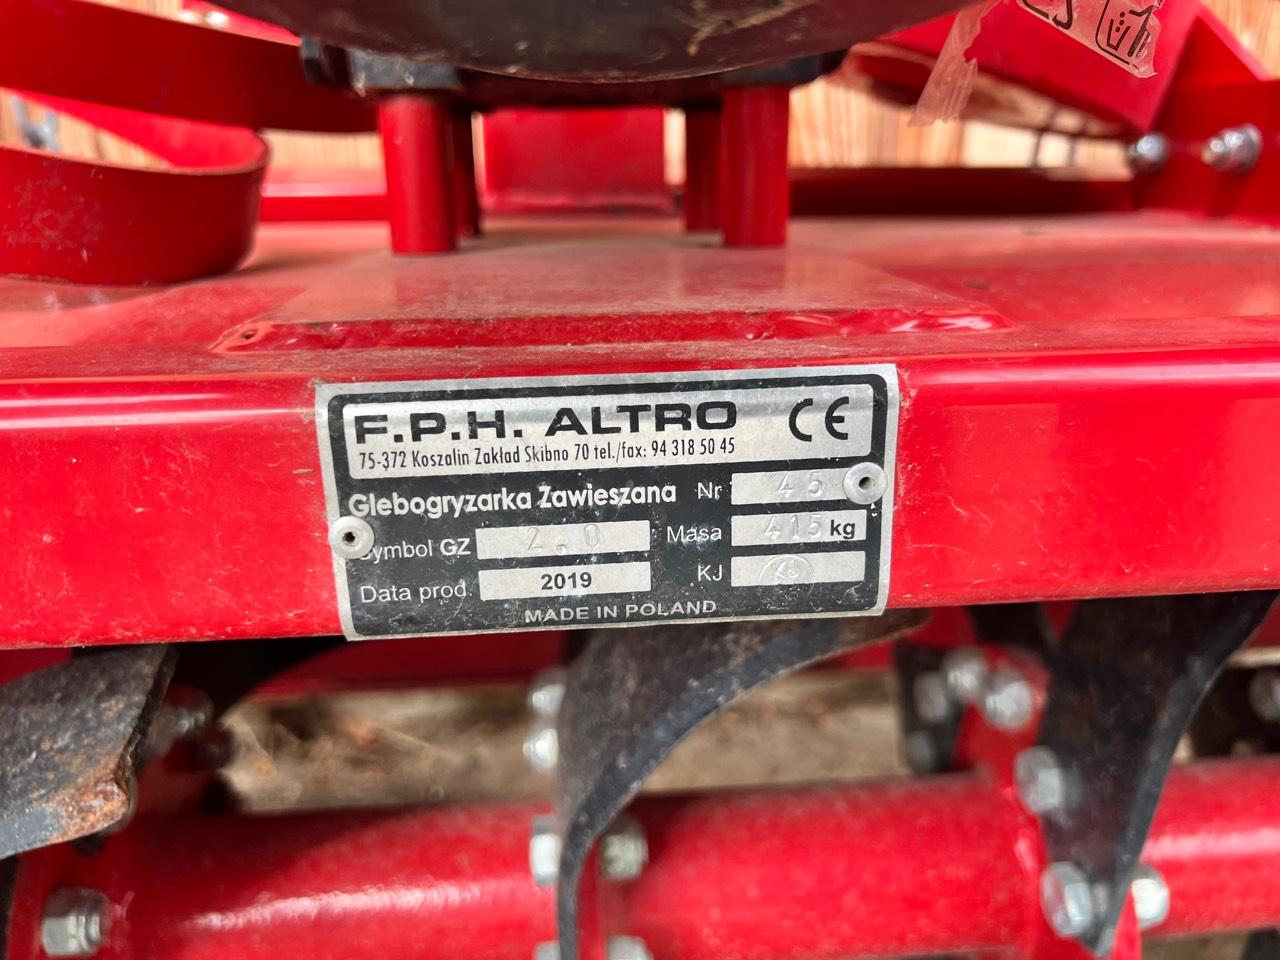 F.P.H. ALTRO CE
75-372 Koszalin Zakład Skibno 70 tel./fax: 94 318 50 45
Glebogryzarka Zawieszana Nr 45
Symbol GZ 2.0 Masa 415 kg
Data prod. 2019 KJ KJ
MADE IN POLAND